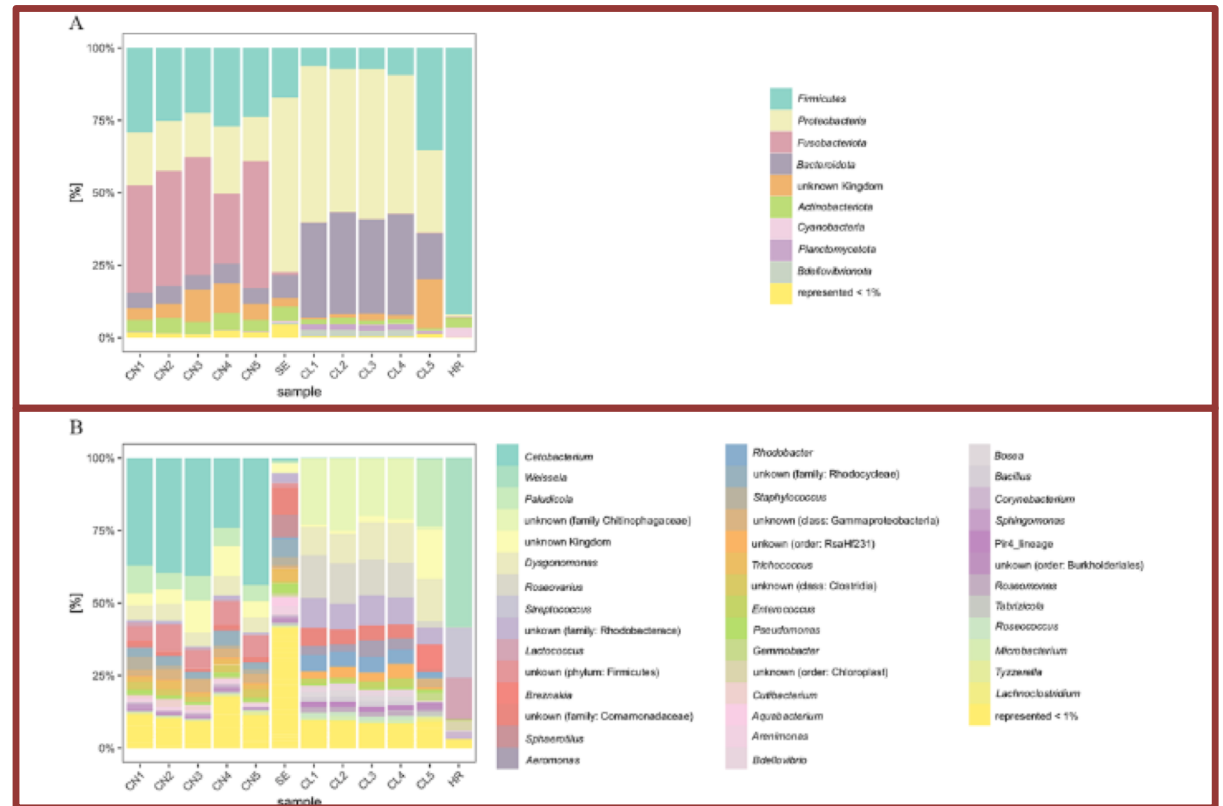 A
100%
75%
50%
25%
0%
[%]
CN1
CN2
CN3
CN4
CN5
SE
CL1
CL2
CL3
CL4
CL5
HR
sample
Firmicutes
Proteobacteria
Fusobacteriota
Bacteroidota
unknown Kingdom
Actinobacteriota
Cyanobacteria
Planctomycetota
Bdellovibrionota
represented < 1%
B
100%
75%
50%
25%
0%
[%]
CN1
CN2
CN3
CN4
CN5
SE
CL1
CL2
CL3
CL4
CL5
HR
sample
Cetobacterium
Weissela
Paludicola
unknown (family Chitinophagaceae)
unknown Kingdom
Dysgonomonas
Roseovarius
Streptococcus
unkown (family: Rhodobacteraca)
Lactococcus
unknown (phylum: Firmicutes)
Breznakia
unknown (family: Comamonadaceae)
Sphaerotilus
Aeromonas
Rhodobacter
unkown (family: Rhodocycleae)
Staphylococcus
unknown (class: Gammaproteobacteria)
unkown (order: RsaHf231)
Trichococcus
unknown (class: Clostridia)
Enterococcus
Pseudomonas
Gemmobacter
unknown (order: Chloroplast)
Cutibacterium
Aquabacterium
Arenimonas
Bdellovibrio
Bosea
Bacillus
Corynebacterium
Sphingomonas
Pir4_lineage
unkown (order: Burkholderiales)
Roseomonas
Tabrizicola
Roseococcus
Microbacterium
Tyzzerella
Lachnoclostridium
represented < 1%